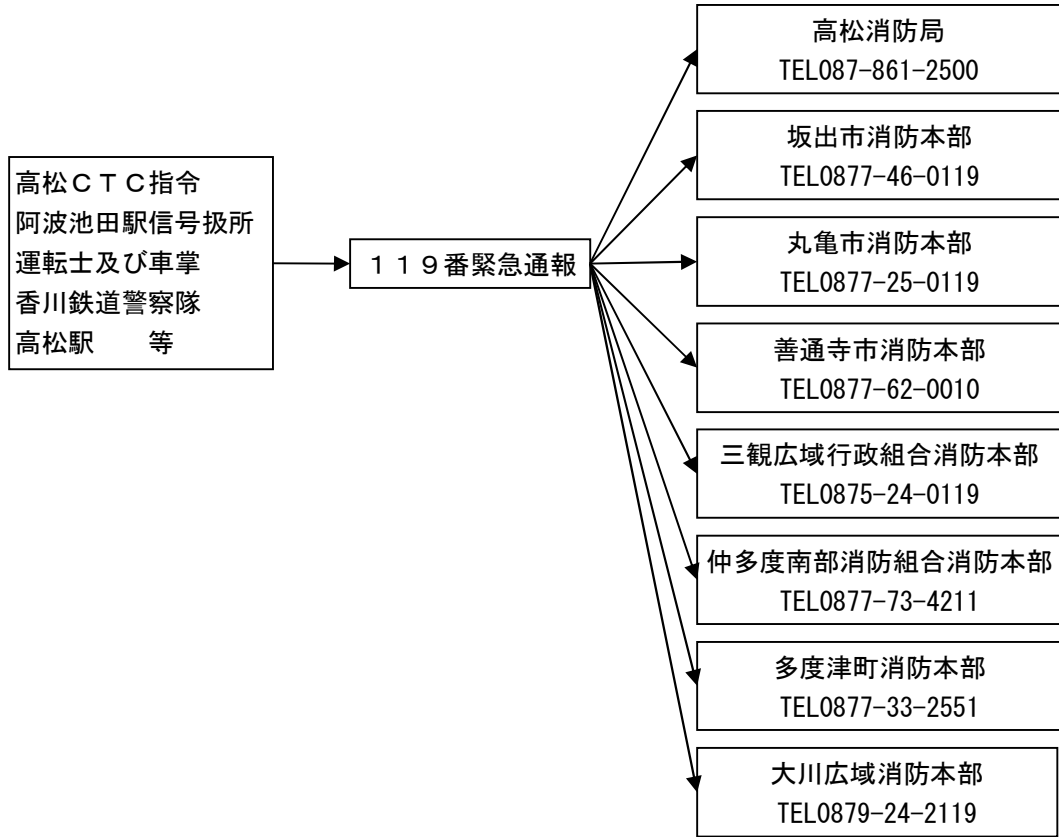 高松ＣＴＣ指令
阿波池田駅信号扱所
運転士及び車掌
香川鉄道警察隊
高松駅　　等
１１９番緊急通報
高松消防局
TEL087-861-2500
坂出市消防本部
TEL0877-46-0119
丸亀市消防本部
TEL0877-25-0119
善通寺市消防本部
TEL0877-62-0010
三観広域行政組合消防本部
TEL0875-24-0119
仲多度南部消防組合消防本部
TEL0877-73-4211
多度津町消防本部
TEL0877-33-2551
大川広域消防本部
TEL0879-24-2119